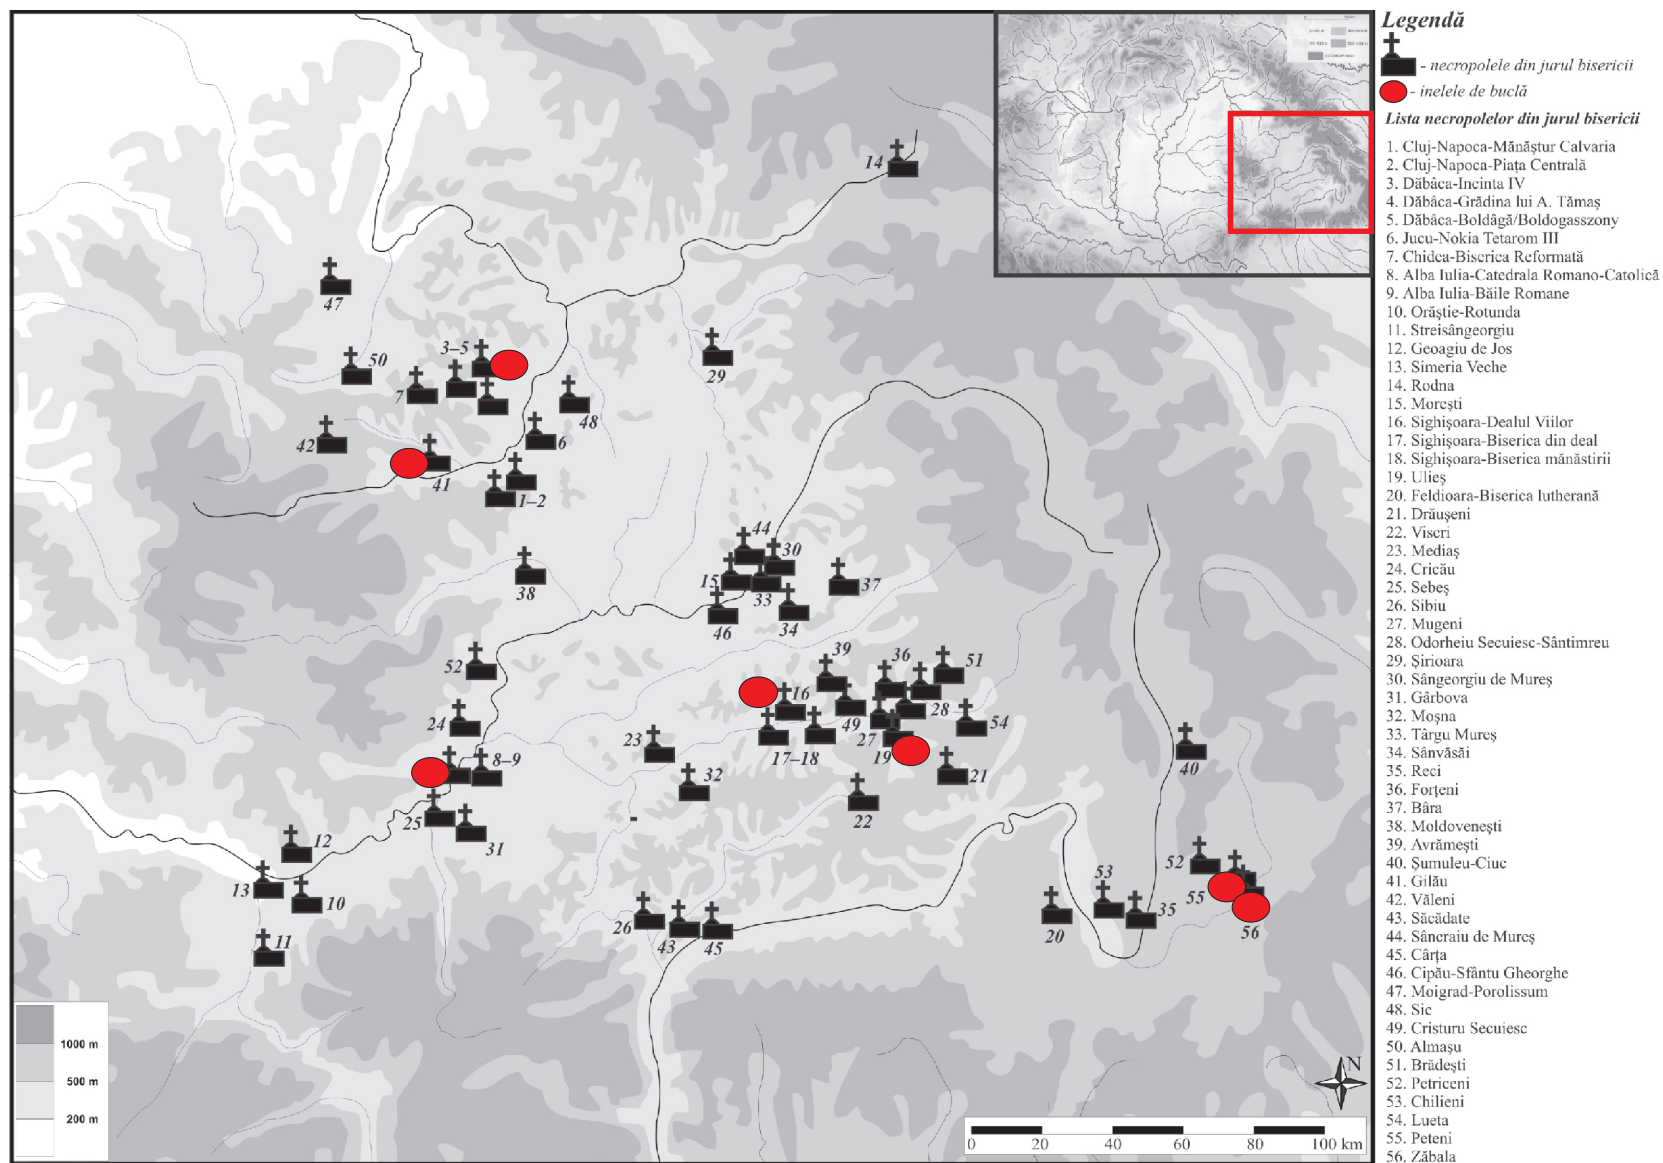 Legendă
- necropolele din jurul bisericii
- inelele de buclă
Lista necropolelor din jurul bisericii
1. Cluj-Napoca-Mănăștur Calvaria
2. Cluj-Napoca-Piața Centrală
3. Dăbâca-Incinta IV
4. Dăbâca-Grădina lui A. Tămaș
5. Dăbâca-Boldâgă/Boldogasszony
6. Jucu-Nokia Tetarom III
7. Chidea-Biserica Reformată
8. Alba Iulia-Catedrala Romano-Catolică
9. Alba Iulia-Băile Romane
10. Orăștie-Rotunda
11. Streisângeorgiu
12. Geoagiu de Jos
13. Simeria Veche
14. Rodna
15. Morești
16. Sighișoara-Dealul Viilor
17. Sighișoara-Biserica din deal
18. Sighișoara-Biserica mănăstirii
19. Ulieș
20. Feldioara-Biserica lutherană
21. Drăușeni
22. Viscri
23. Mediaș
24. Cricău
25. Sebeș
26. Sibiu
27. Mugeni
28. Odorheiu Secuiesc-Sântimreu
29. Șirioara
30. Sângeorgiu de Mureș
31. Gârbova
32. Moșna
33. Târgu Mureș
34. Sânvăsăi
35. Reci
36. Forțeni
37. Bâra
38. Moldovenești
39. Avrămești
40. Șumuleu-Ciuc
41. Gilău
42. Văleni
43. Săcădate
44. Sâncraiu de Mureș
45. Cârța
46. Cipău-Sfântu Gheorghe
47. Moigrad-Porolissum
48. Sic
49. Cristuru Secuiesc
50. Almașu
51. Brădești
52. Petriceni
53. Chilieni
54. Lueta
55. Peteni
56. Zăbala
14
47
3–5
50
29
7
48
42
6
41
1–2
44
30
15
37
38
33
46
34
39
36
51
52
16
28
24
49
54
23
27
17–18
19
8–9
40
32
21
25
22
31
12
52
53
55
13
10
26
35
43
45
20
56
11
1000 m
500 m
200 m
N
0 20 40 60 80 100 km